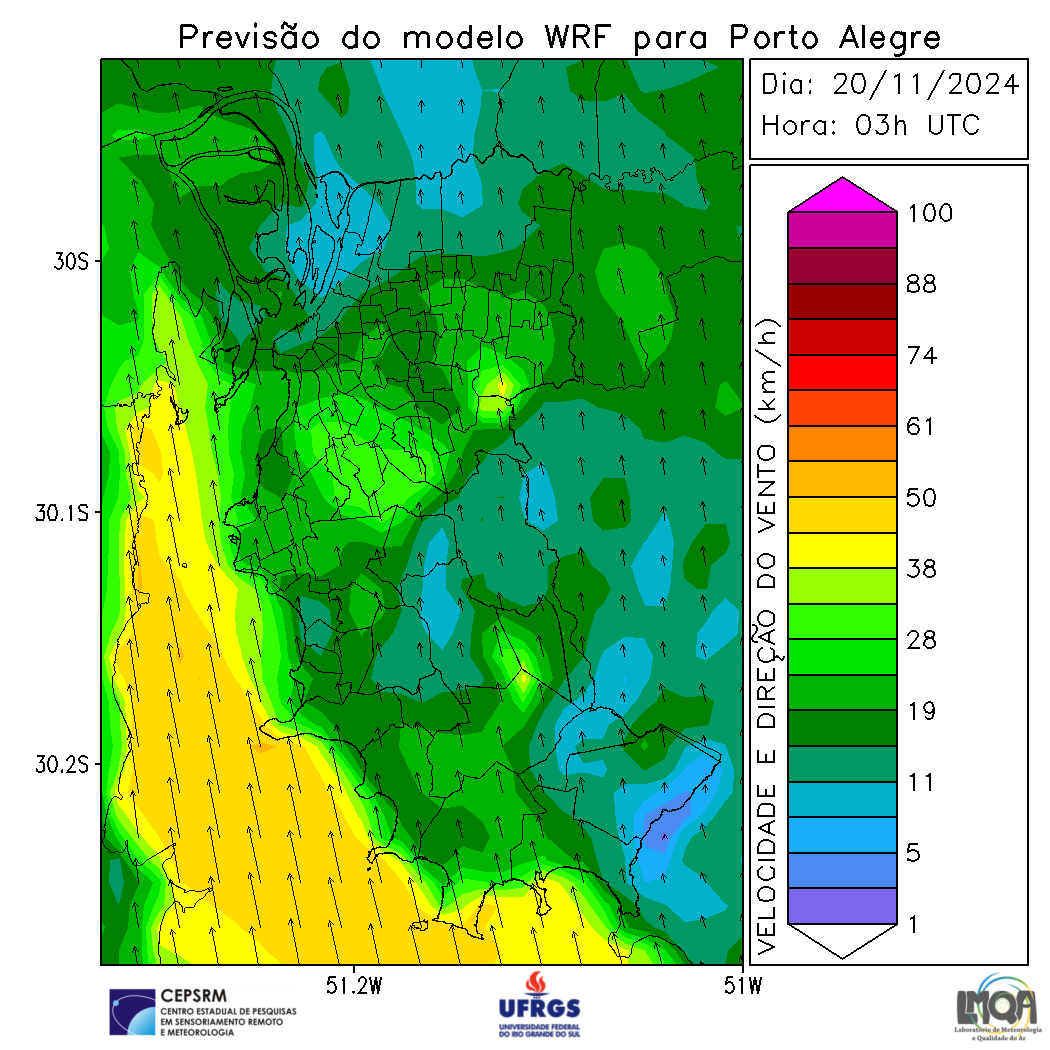 Previsão do modelo WRF para Porto Alegre
Dia: 20/11/2024
Hora: 03h UTC
30S
30.1S
30.2S
51.2W
51W
VELOCIDADE E DIREÇÃO DO VENTO (km/h)
100
88
74
61
50
38
28
19
11
5
1
CEPSRM
CENTRO ESTADUAL DE PESQUISAS
EM SENSORIAMENTO REMOTO
E METEOROLOGIA
UFRGS
UNIVERSIDADE FEDERAL
DO RIO GRANDE DO SUL
LMQA
Laboratório de Meteorologia
e Qualidade do Ar